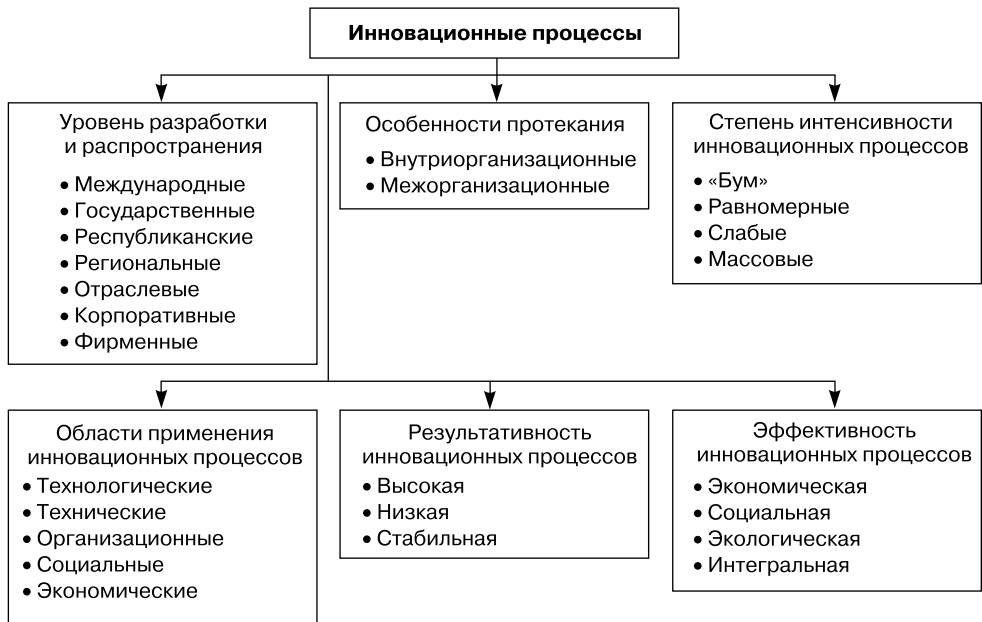 Инновационные процессы
Уровень разработки
и распространения
• Международные
• Государственные
• Республиканские
• Региональные
• Отраслевые
• Корпоративные
• Фирменные
Особенности протекания
• Внутриорганизационные
• Межорганизационные
Степень интенсивности
инновационных процессов
• «Бум»
• Равномерные
• Слабые
• Массовые
Области применения
инновационных процессов
• Технологические
• Технические
• Организационные
• Социальные
• Экономические
Результативность
инновационных процессов
• Высокая
• Низкая
• Стабильная
Эффективность
инновационных процессов
• Экономическая
• Социальная
• Экологическая
• Интегральная